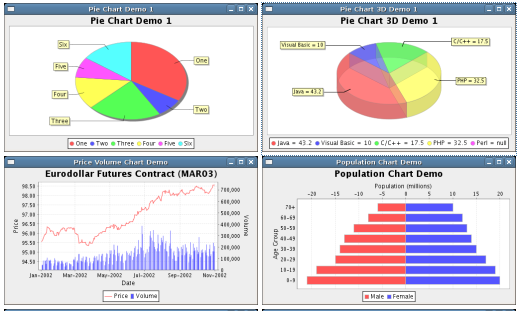 Pie Chart Demo 1
Pie Chart Demo 1
Six
One
Five
Four
Two
Three
One Two Three Four Five Six
Pie Chart 3D Demo 1
Pie Chart 3D Demo 1
Visual Basic = 10
C/C++ = 17.5
PHP = 32.5
Java = 43.2
Java = 43.2 Visual Basic = 10 C/C++ = 17.5 PHP = 32.5 Perl = null
Price Volume Chart Demo
Eurodollar Futures Contract (MAR03)
98.50
98.00
97.50
97.00
96.50
96.00
95.50
95.00
94.50
Price
700,000
600,000
500,000
400,000
300,000
200,000
100,000
0
Volume
Jan-2002 Mar-2002 May-2002 Jul-2002 Sep-2002 Nov-2002
Date
Price Volume
Population Chart Demo
Population Chart Demo
Population (millions)
-20 -15 -10 -5 0 5 10 15 20
Age Group
70+
60-69
50-59
40-49
30-39
20-29
10-19
0-9
Male Female